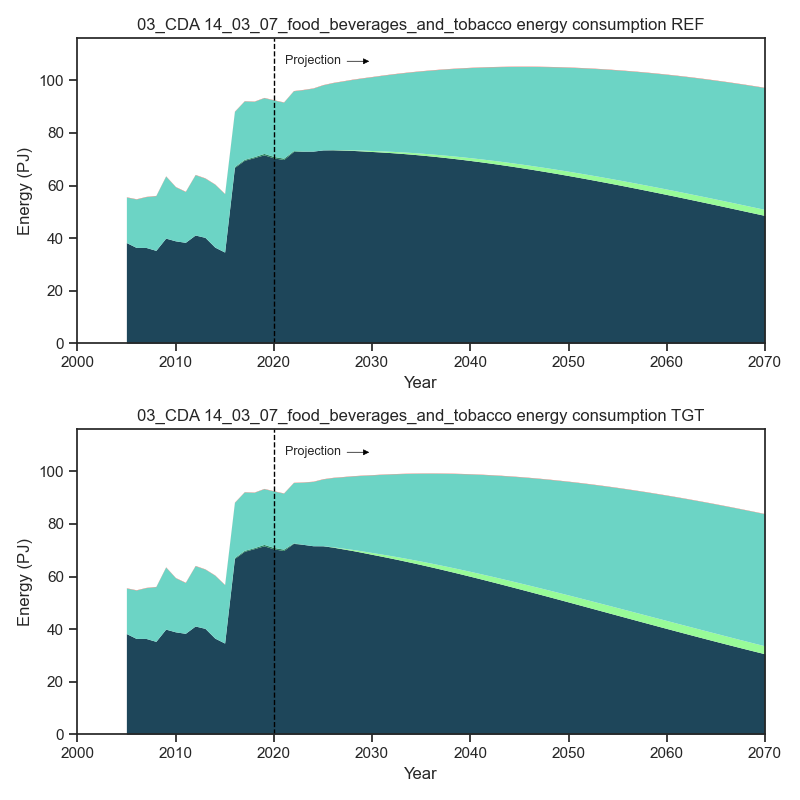 03_CDA 14_03_07_food_beverages_and_tobacco energy consumption REF
Projection
100
80
60
40
20
0
Energy (PJ)
2000 2010 2020 2030 2040 2050 2060 2070
Year
03_CDA 14_03_07_food_beverages_and_tobacco energy consumption TGT
Projection
100
80
60
40
20
0
Energy (PJ)
2000 2010 2020 2030 2040 2050 2060 2070
Year